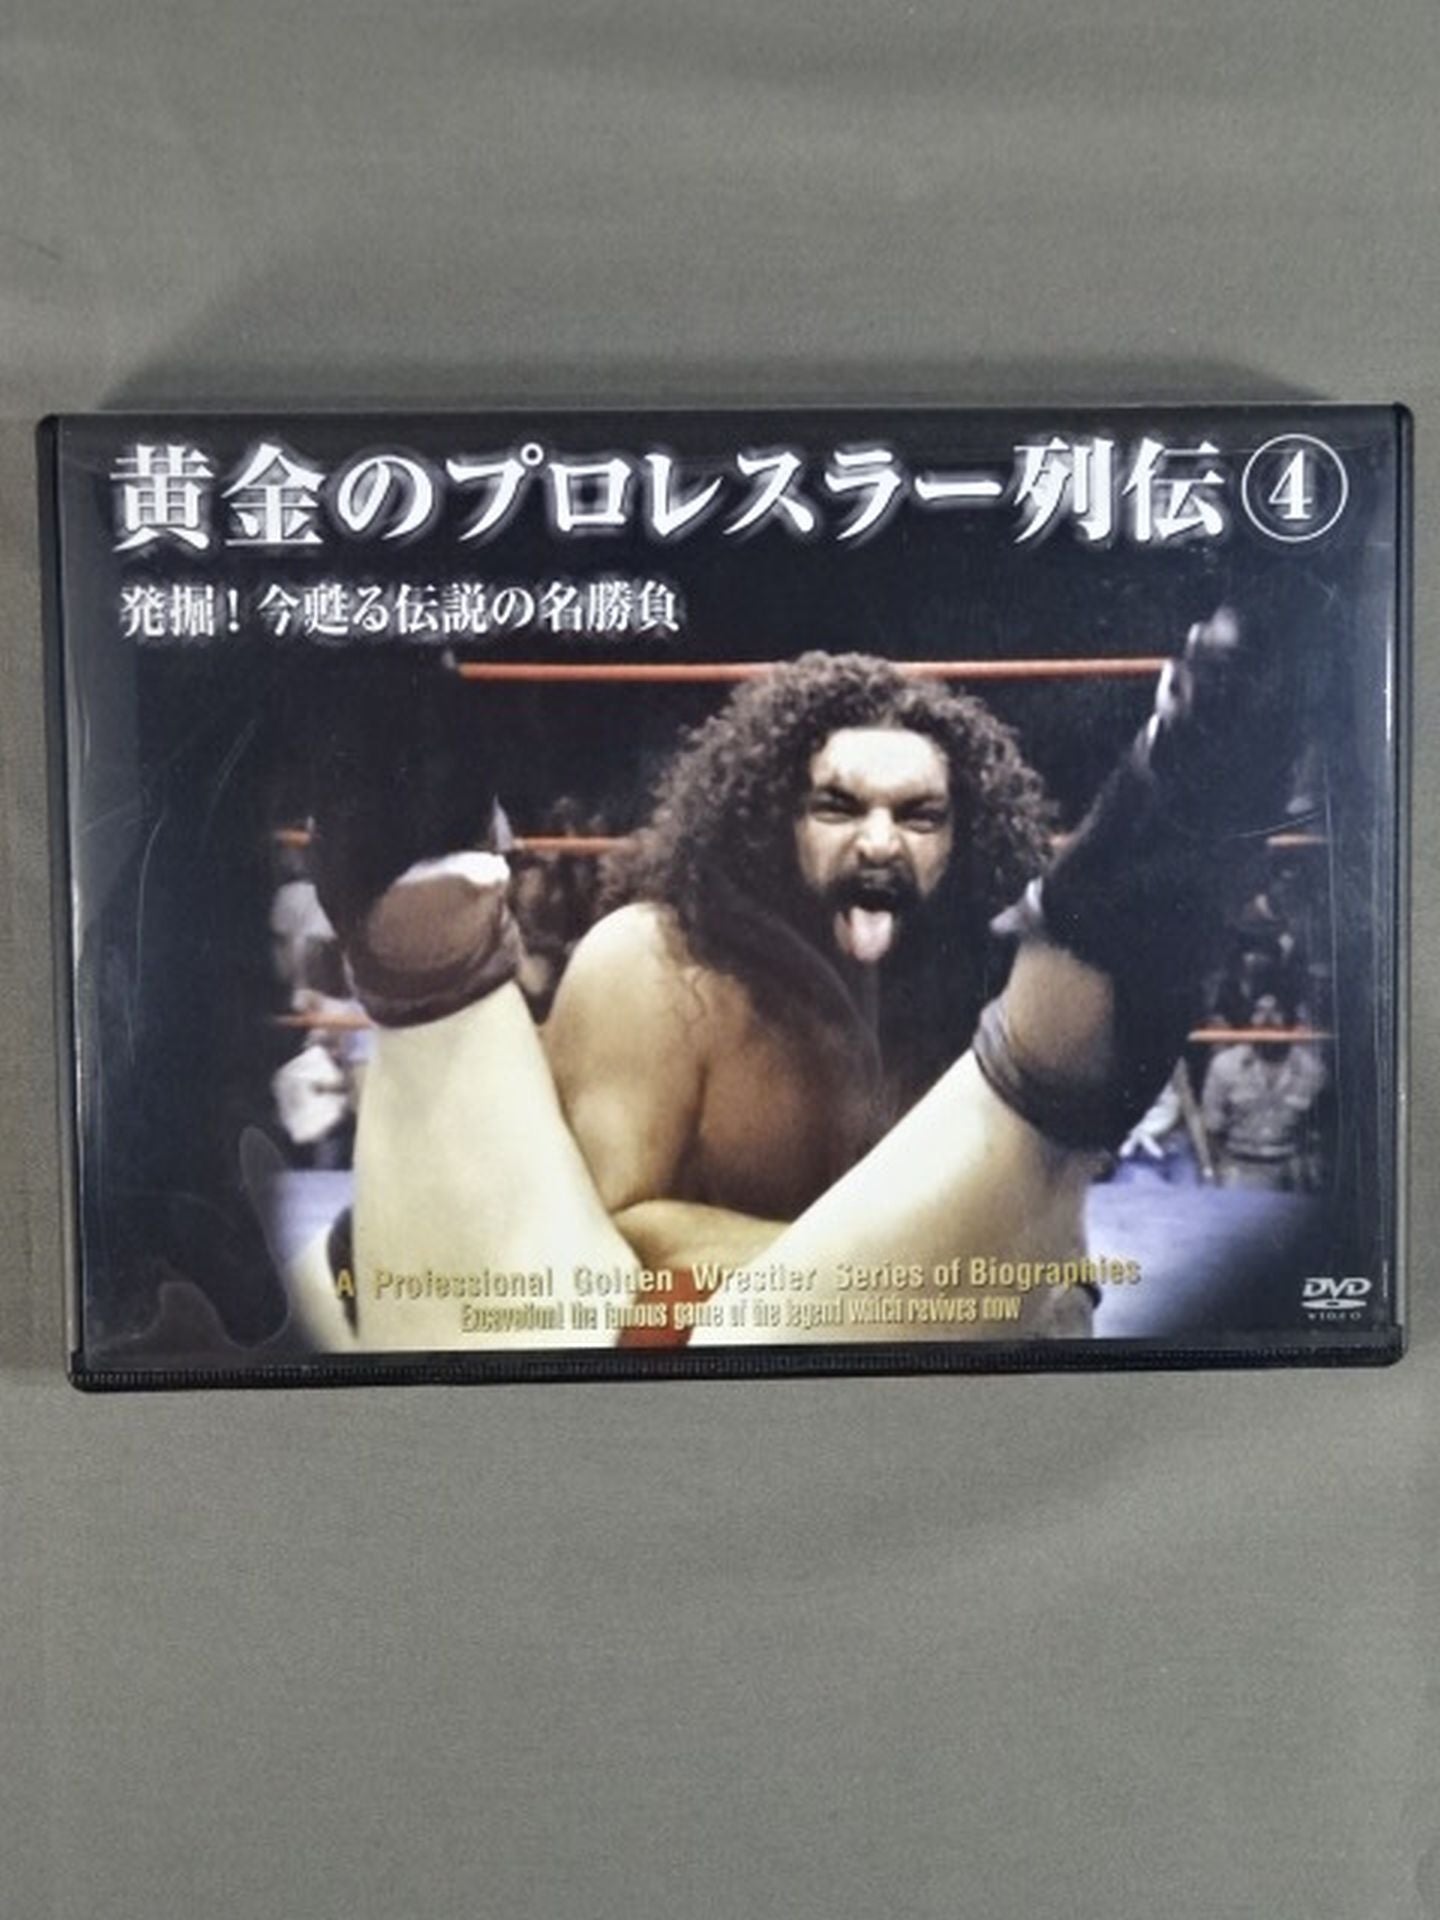 黄金のプロレスラー列伝④
発掘！今甦る伝説の名勝負
A Professional Golden Wrestler Series of Biographies
Excavation! the famous game of the legend which revives now
DVD
VIDEO